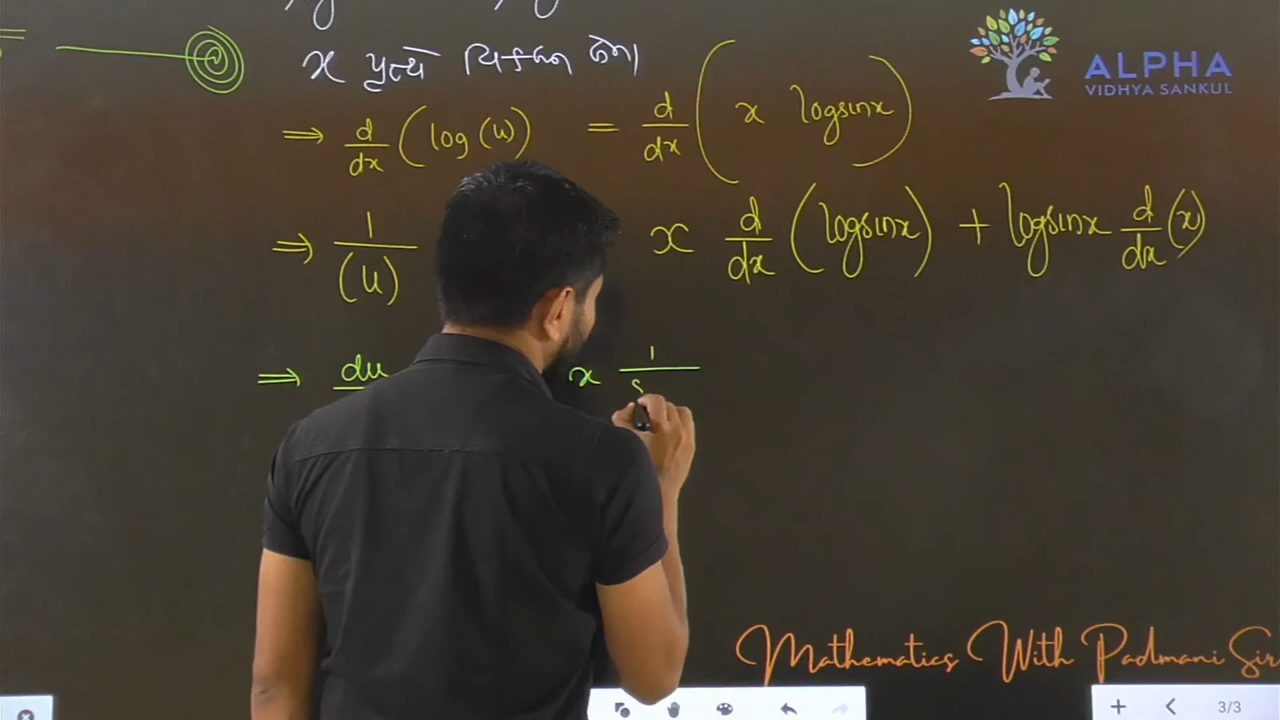 ALPHA
VIDHYA SANKUL
x પ્રત્યે વિકલન કરતા
⇒ d/dx (log (u)) = d/dx (x logsinx)
⇒ 1/(u) x d/dx (logsinx) + logsinx d/dx (x)
⇒ du x 1/s
Mathematics With Padmani Sir
3/3